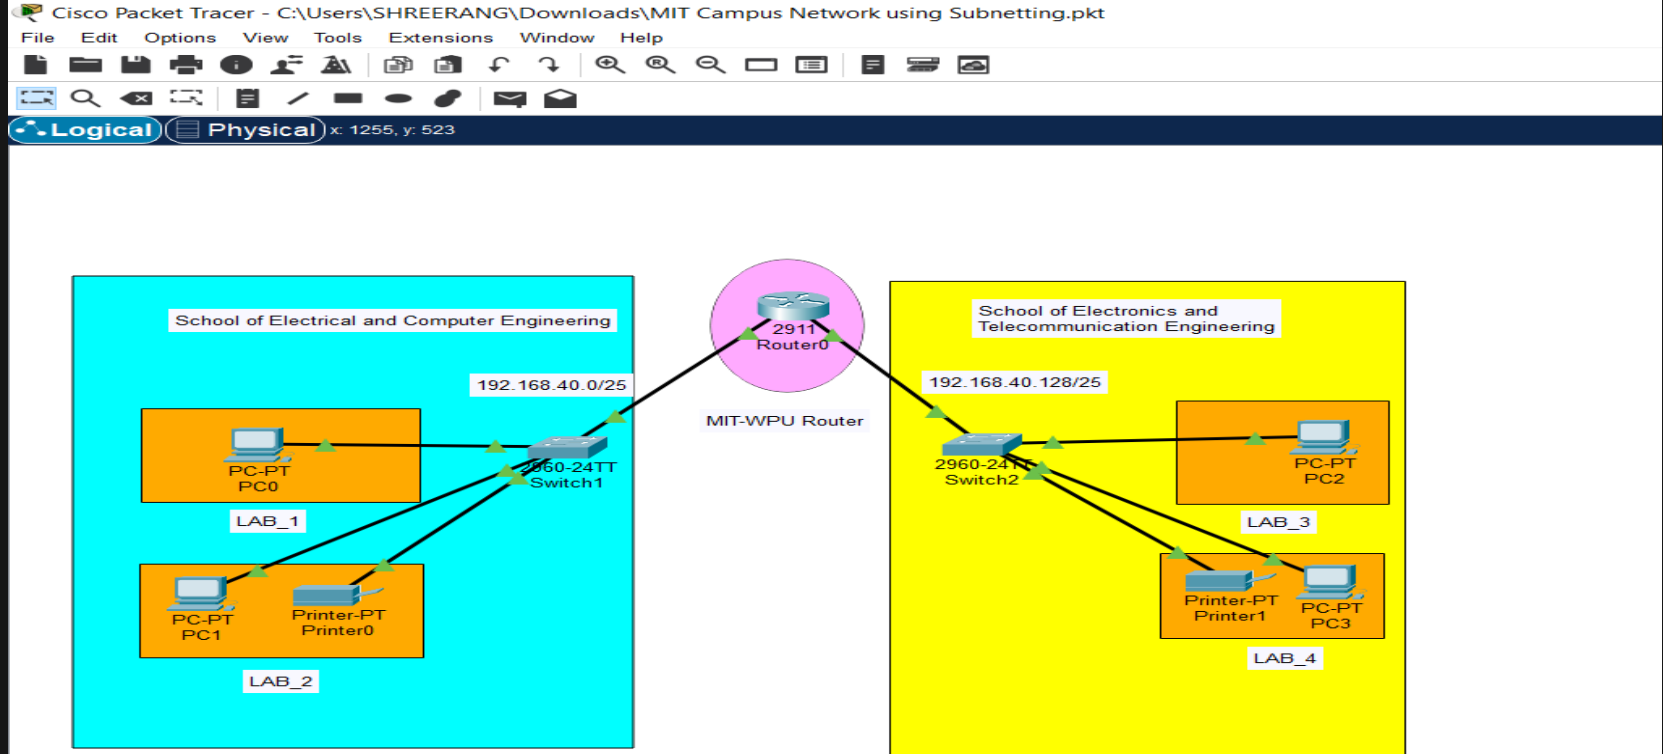 Cisco Packet Tracer - C:\Users\SHREERANG\Downloads\MIT Campus Network using Subnetting.pkt
File Edit Options View Tools Extensions Window Help
Logical Physical x: 1255, y: 523
School of Electrical and Computer Engineering
192.168.40.0/25
PC-PT
PC0
LAB_1
2960-24TT
Switch1
PC-PT
PC1
Printer-PT
Printer0
LAB_2
2911
Router0
MIT-WPU Router
School of Electronics and
Telecommunication Engineering
192.168.40.128/25
2960-24TT
Switch2
PC-PT
PC2
LAB_3
Printer-PT
Printer1
PC-PT
PC3
LAB_4